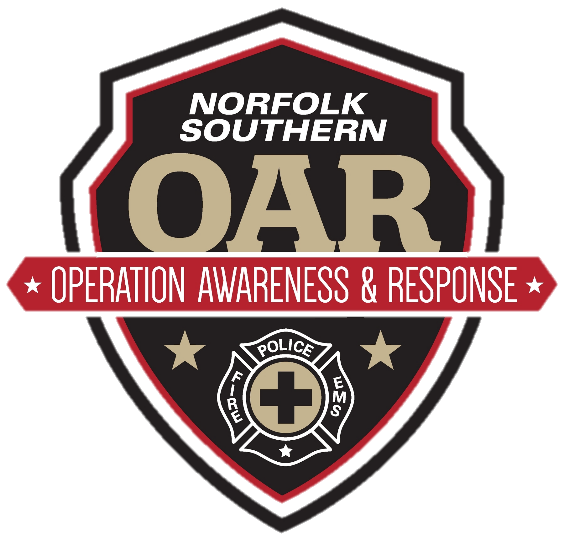 NORFOLK
SOUTHERN
OAR
OPERATION AWARENESS & RESPONSE
POLICE
FIRE
EMS